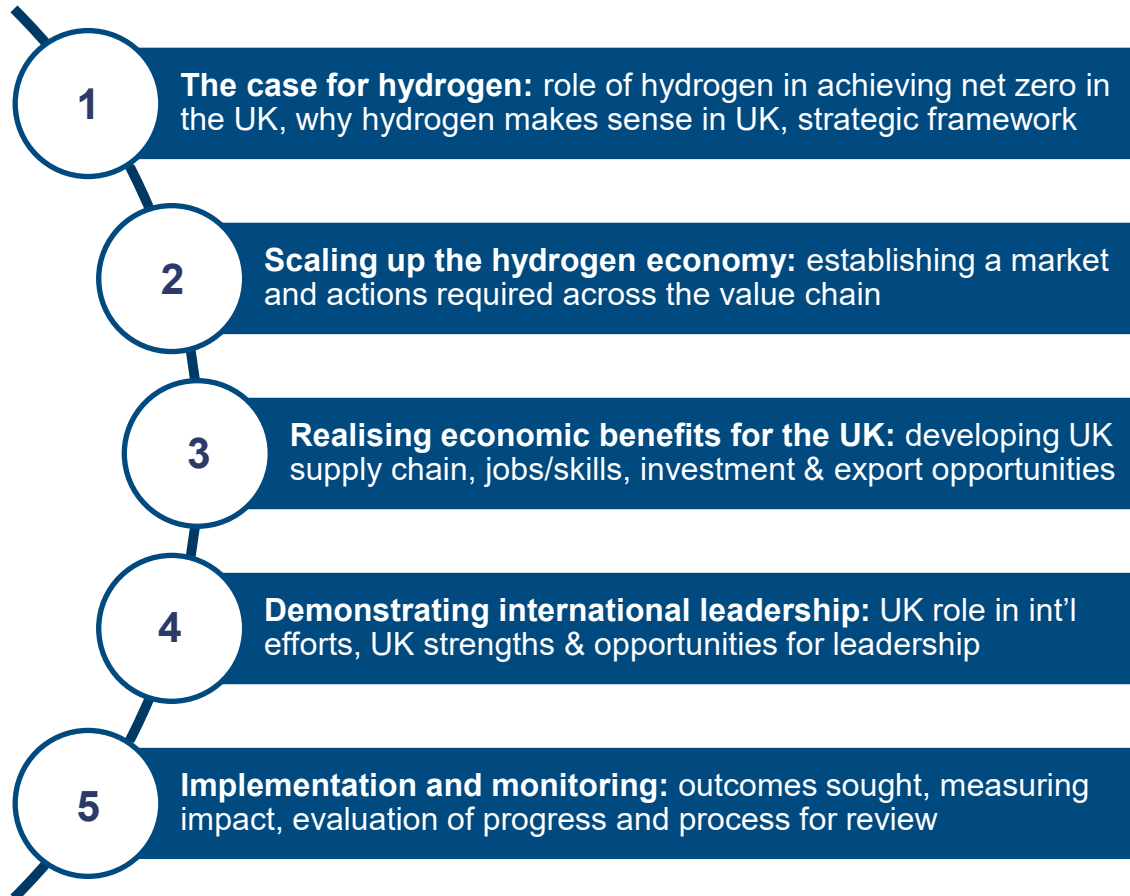 1
The case for hydrogen: role of hydrogen in achieving net zero in
the UK, why hydrogen makes sense in UK, strategic framework
2
Scaling up the hydrogen economy: establishing a market
and actions required across the value chain
3
Realising economic benefits for the UK: developing UK
supply chain, jobs/skills, investment & export opportunities
4
Demonstrating international leadership: UK role in int’l
efforts, UK strengths & opportunities for leadership
5
Implementation and monitoring: outcomes sought, measuring
impact, evaluation of progress and process for review